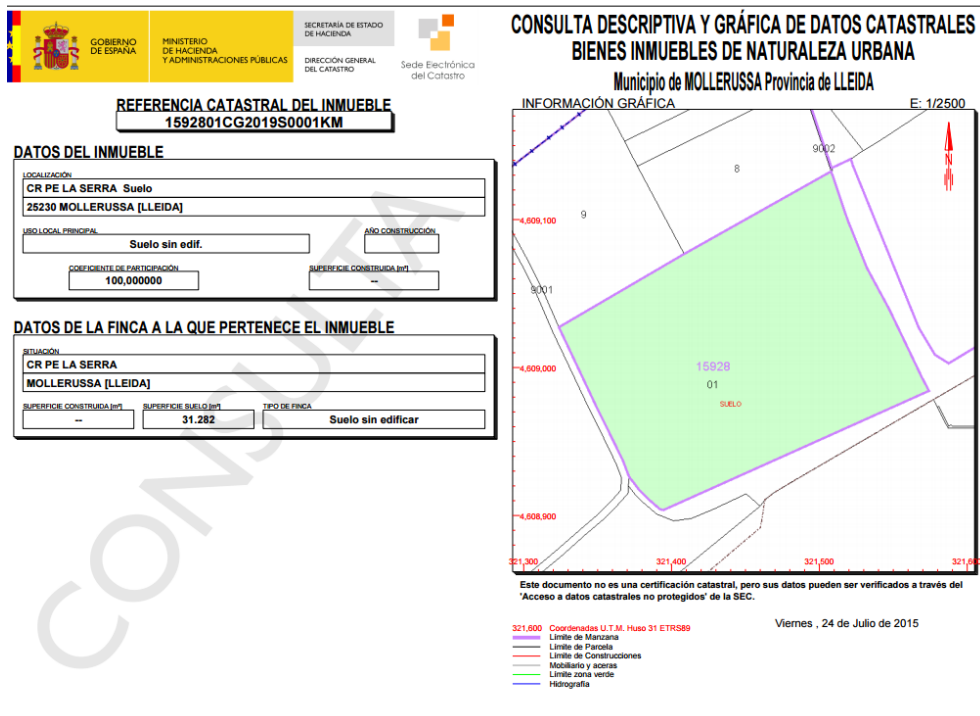 GOBIERNO
DE ESPAÑA
MINISTERIO
DE HACIENDA
Y ADMINISTRACIONES PÚBLICAS
SECRETARÍA DE ESTADO
DE HACIENDA
DIRECCIÓN GENERAL
DEL CATASTRO
Sede Electrónica
del Catastro
REFERENCIA CATASTRAL DEL INMUEBLE
1592801CG2019S0001KM
DATOS DEL INMUEBLE
LOCALIZACIÓN
CR PE LA SERRA Suelo
25230 MOLLERUSSA [LLEIDA]
USO LOCAL PRINCIPAL
Suelo sin edif.
AÑO CONSTRUCCIÓN
COEFICIENTE DE PARTICIPACIÓN
100,000000
SUPERFICIE CONSTRUIDA [m²]
--
DATOS DE LA FINCA A LA QUE PERTENECE EL INMUEBLE
SITUACIÓN
CR PE LA SERRA
MOLLERUSSA [LLEIDA]
SUPERFICIE CONSTRUIDA [m²]
--
SUPERFICIE SUELO [m²]
31.282
TIPO DE FINCA
Suelo sin edificar
CONSULTA
CONSULTA DESCRIPTIVA Y GRÁFICA DE DATOS CATASTRALES
BIENES INMUEBLES DE NATURALEZA URBANA
Municipio de MOLLERUSSA Provincia de LLEIDA
INFORMACIÓN GRÁFICA
E: 1/2500
9002
8
N
9
4,609,100
9001
4,609,000
15928
01
SUELO
4,608,900
321,300
321,400
321,500
321,600
Este documento no es una certificación catastral, pero sus datos pueden ser verificados a través del
'Acceso a datos catastrales no protegidos' de la SEC.
321,600 Coordenadas U.T.M. Huso 31 ETRS89
Límite de Manzana
Límite de Parcela
Límite de Construcciones
Mobiliario y aceras
Límite zona verde
Hidrografía
Viernes , 24 de Julio de 2015